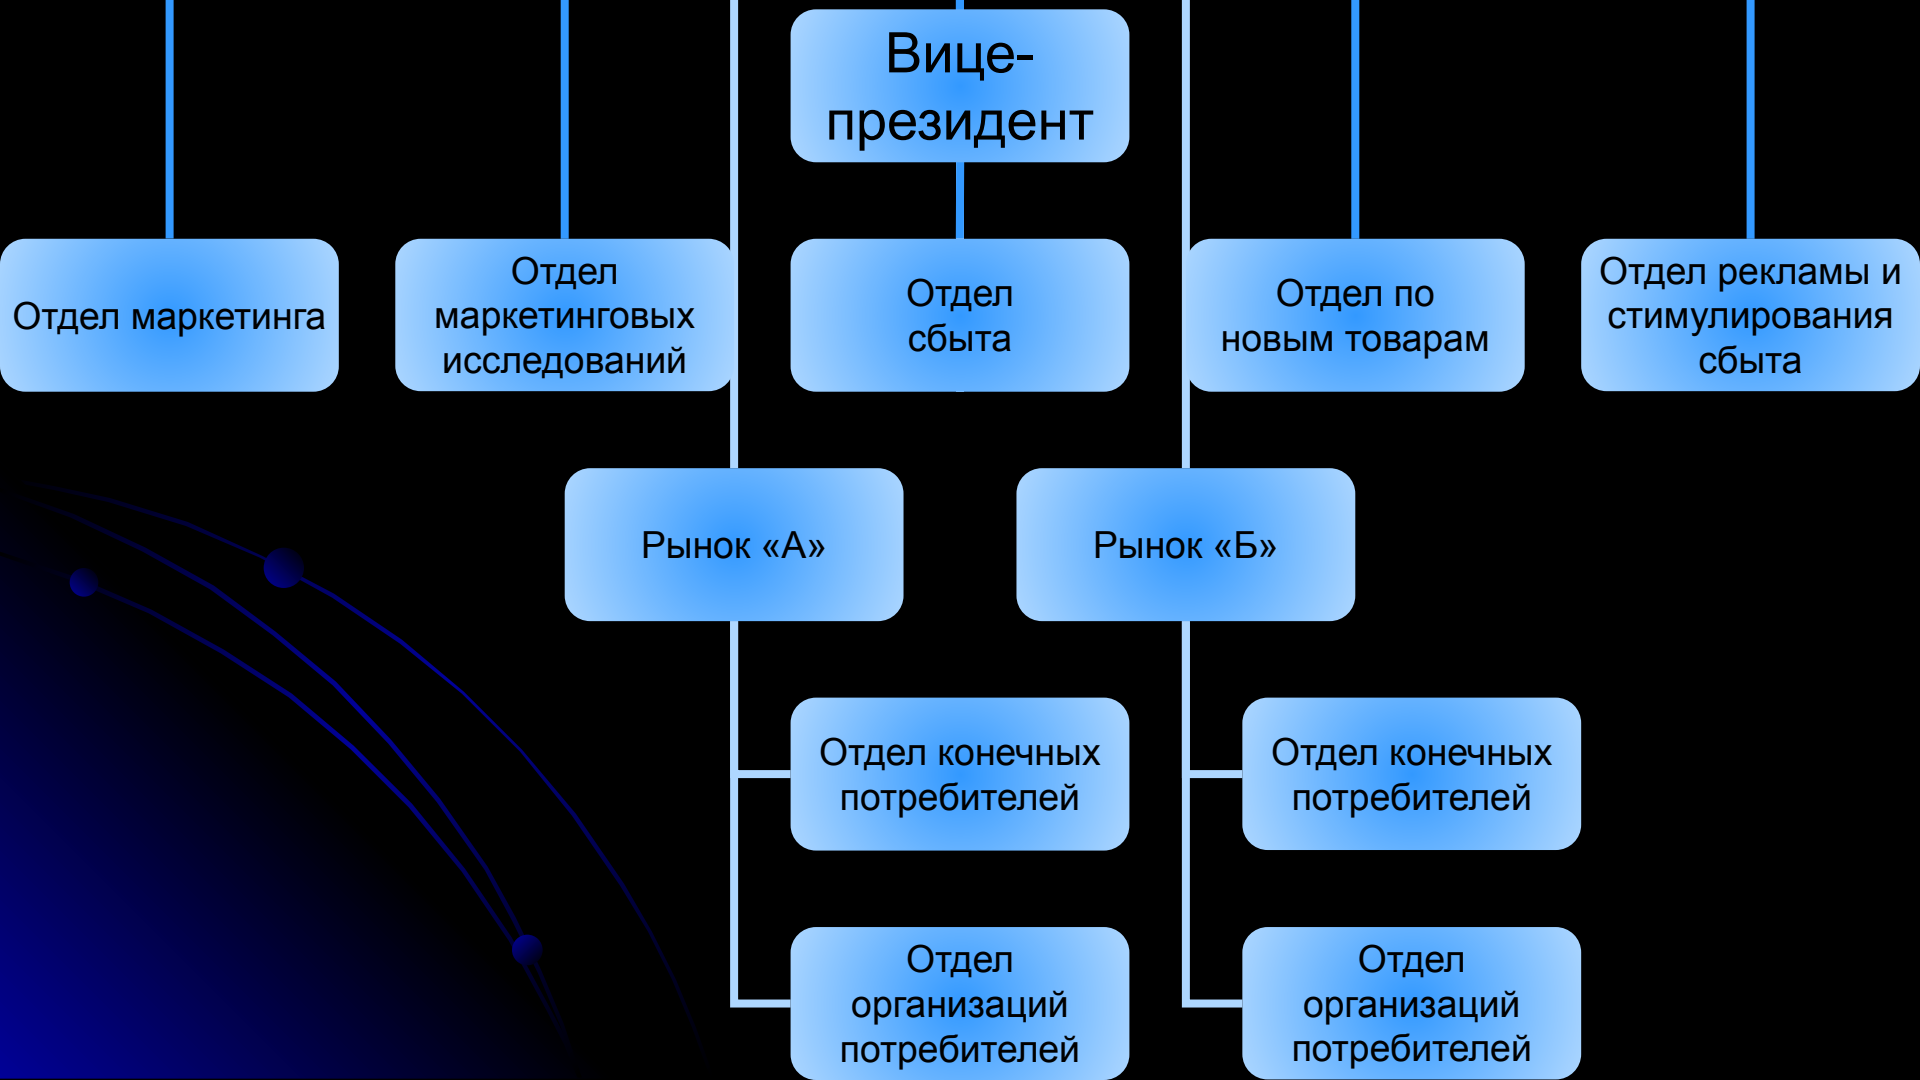 Вице-
президент
Отдел маркетинга
Отдел
маркетинговых
исследований
Отдел
сбыта
Отдел по
новым товарам
Отдел рекламы и
стимулирования
сбыта
Рынок «А»
Рынок «Б»
Отдел конечных
потребителей
Отдел конечных
потребителей
Отдел
организаций
потребителей
Отдел
организаций
потребителей